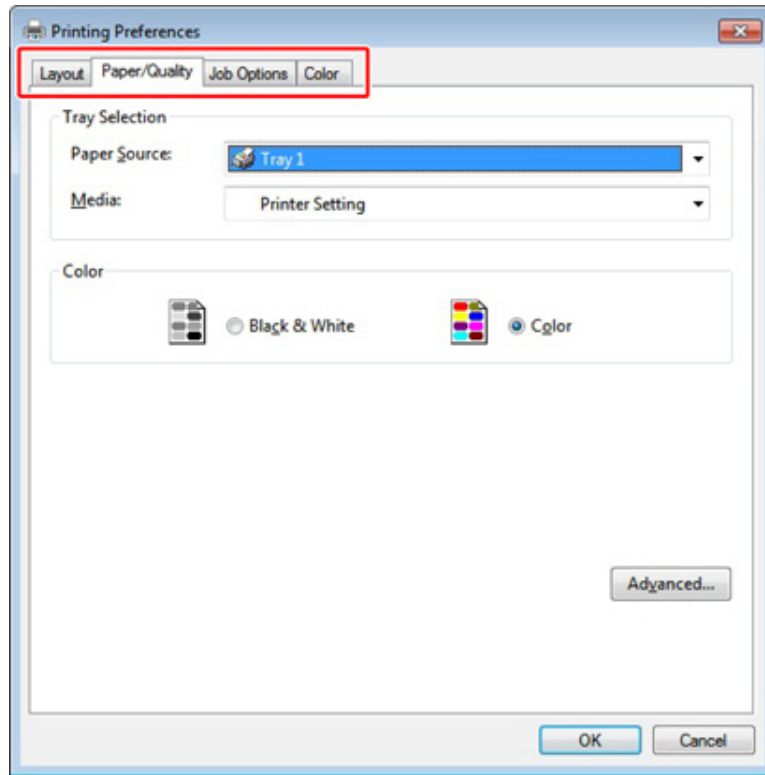 Printing Preferences
Layout Paper/Quality Job Options Color
Tray Selection
Paper Source: Tray 1
Media: Printer Setting
Color
Black & White Color
Advanced...
OK Cancel